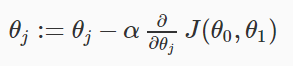 θj := θj − α ∂/∂θj J(θ0, θ1)